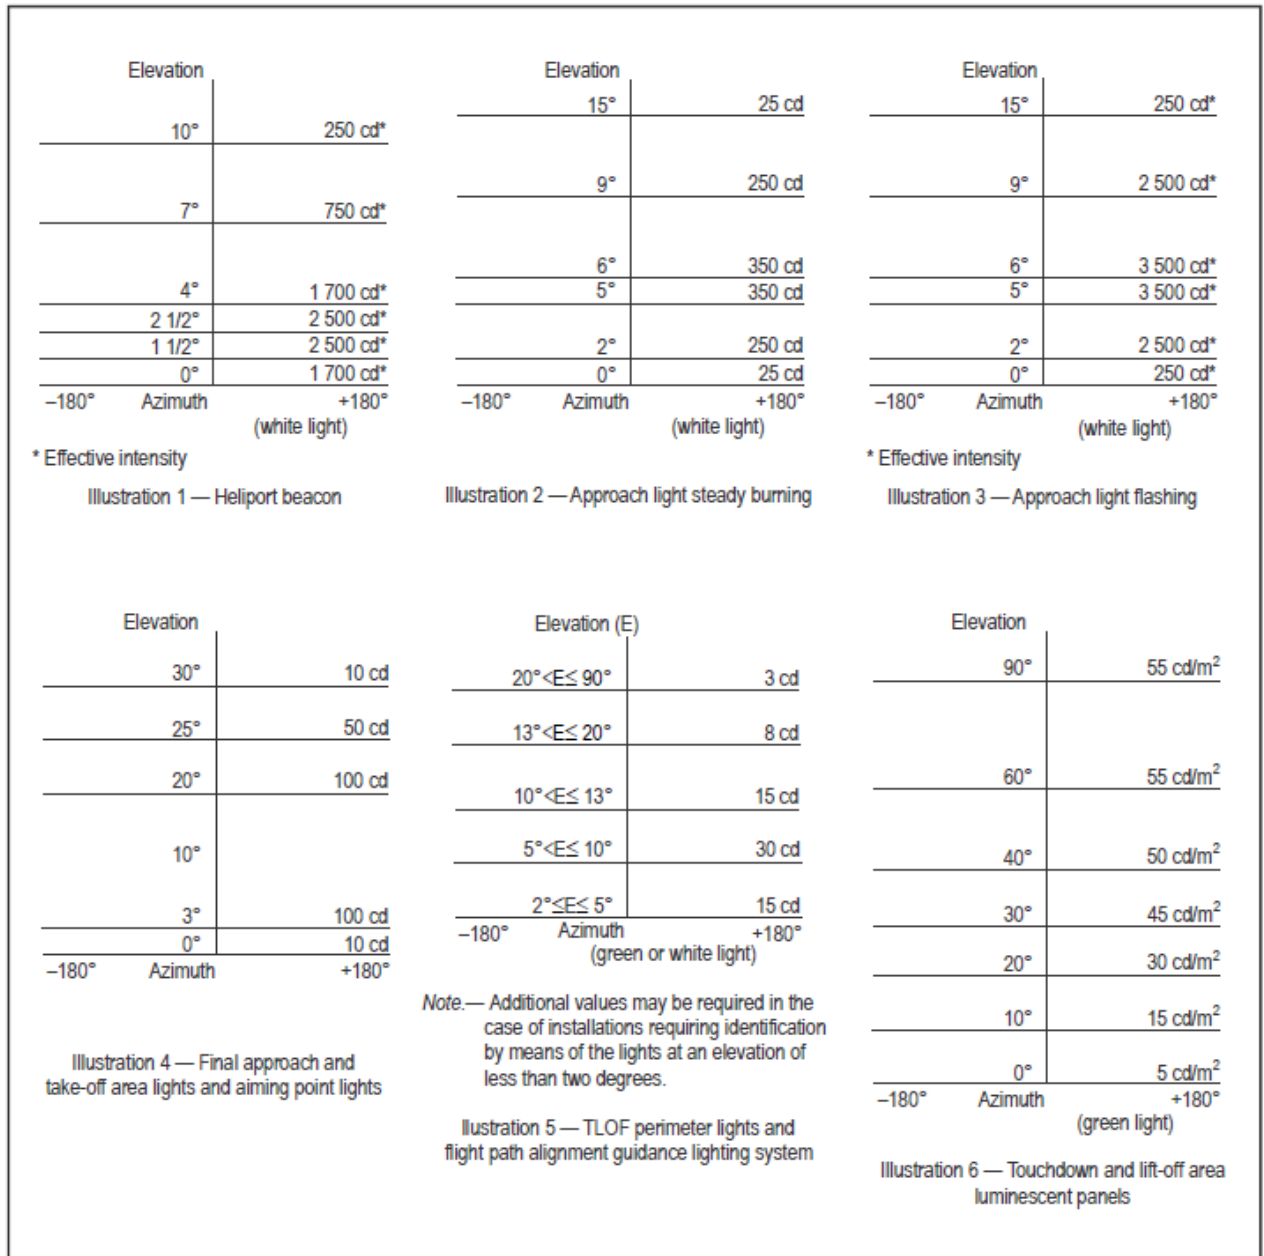 Elevation
10° 250 cd*
7° 750 cd*
4° 1 700 cd*
2 1/2° 2 500 cd*
1 1/2° 2 500 cd*
0° 1 700 cd*
–180° Azimuth +180°
(white light)
* Effective intensity
Illustration 1 — Heliport beacon
Elevation
15° 25 cd
9° 250 cd
6° 350 cd
5° 350 cd
2° 250 cd
0° 25 cd
–180° Azimuth +180°
(white light)
Illustration 2 — Approach light steady burning
Elevation
15° 250 cd*
9° 2 500 cd*
6° 3 500 cd*
5° 3 500 cd*
2° 2 500 cd*
0° 250 cd*
–180° Azimuth +180°
(white light)
* Effective intensity
Illustration 3 — Approach light flashing
Elevation
30° 10 cd
25° 50 cd
20° 100 cd
10°
3° 100 cd
0° 10 cd
–180° Azimuth +180°
Illustration 4 — Final approach and
take-off area lights and aiming point lights
Elevation (E)
20°<E≤ 90° 3 cd
13°<E≤ 20° 8 cd
10°<E≤ 13° 15 cd
5°<E≤ 10° 30 cd
2°≤E≤ 5° 15 cd
–180° Azimuth +180°
(green or white light)
Note.— Additional values may be required in the
case of installations requiring identification
by means of the lights at an elevation of
less than two degrees.
Illustration 5 — TLOF perimeter lights and
flight path alignment guidance lighting system
Elevation
90° 55 cd/m²
60° 55 cd/m²
40° 50 cd/m²
30° 45 cd/m²
20° 30 cd/m²
10° 15 cd/m²
0° 5 cd/m²
–180° Azimuth +180°
(green light)
Illustration 6 — Touchdown and lift-off area
luminescent panels